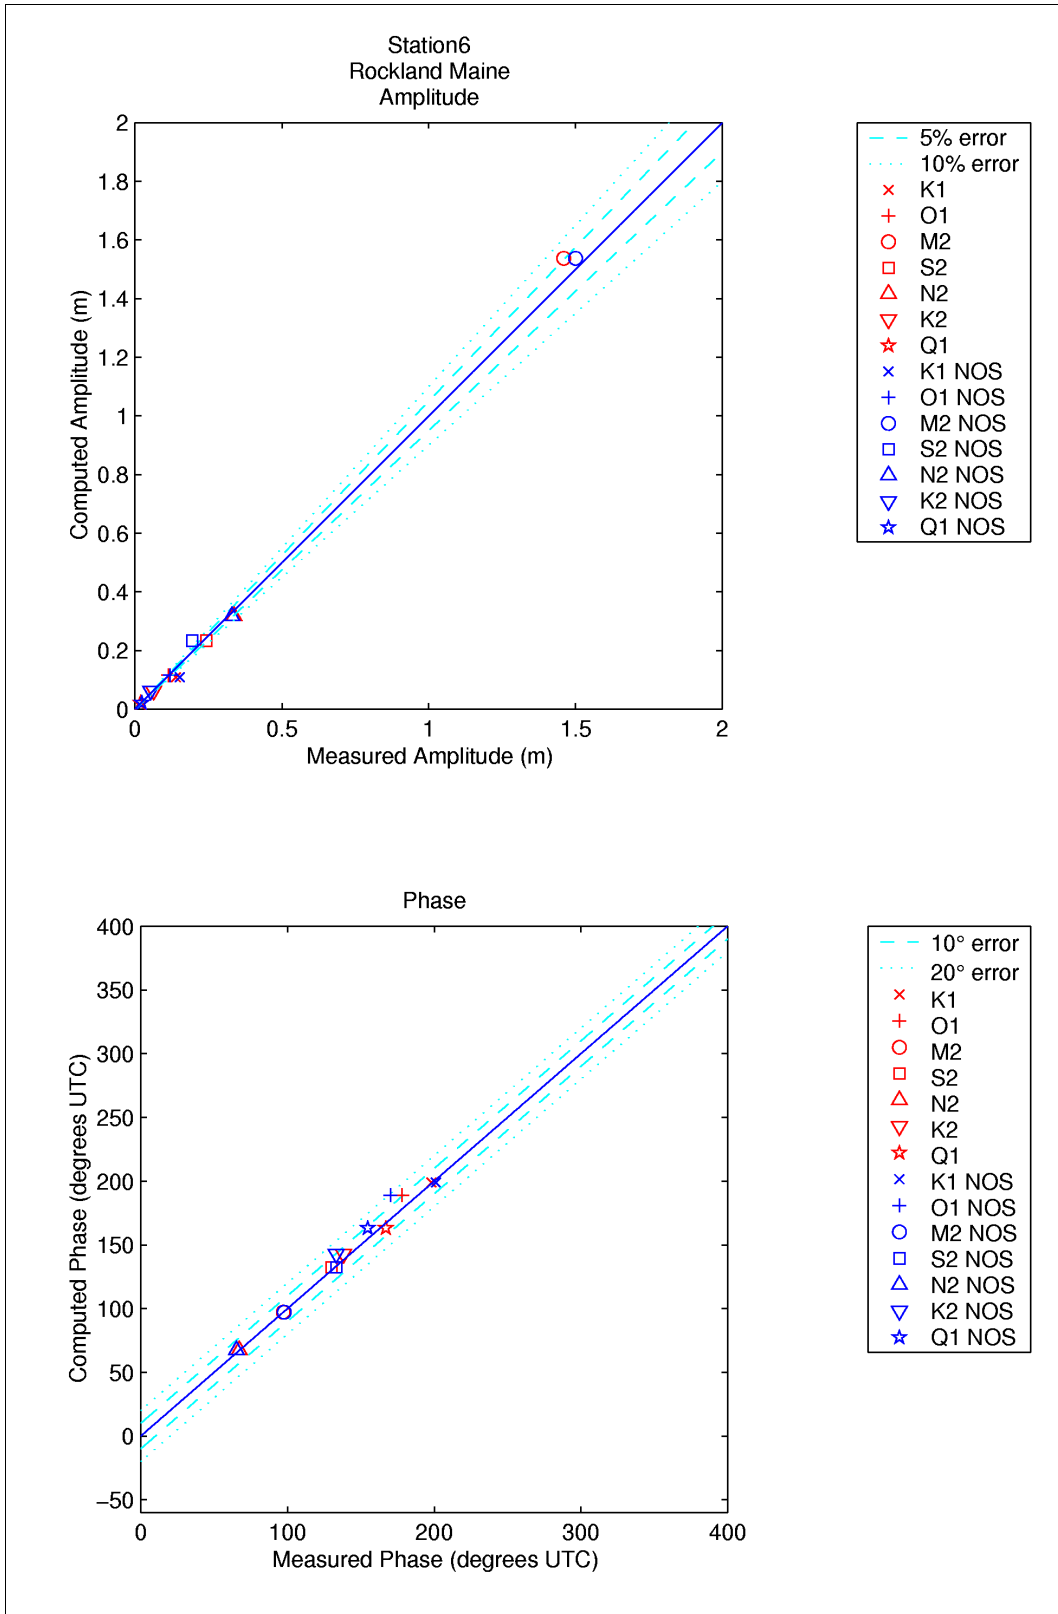 Station6
Rockland Maine
Amplitude
2
1.8
1.6
1.4
1.2
1
0.8
0.6
0.4
0.2
0
Computed Amplitude (m)
0
0.5
1
1.5
2
Measured Amplitude (m)
5% error
10% error
K1
O1
M2
S2
N2
K2
Q1
K1 NOS
O1 NOS
M2 NOS
S2 NOS
N2 NOS
K2 NOS
Q1 NOS
Phase
400
350
300
250
200
150
100
50
0
−50
Computed Phase (degrees UTC)
0
100
200
300
400
Measured Phase (degrees UTC)
10° error
20° error
K1
O1
M2
S2
N2
K2
Q1
K1 NOS
O1 NOS
M2 NOS
S2 NOS
N2 NOS
K2 NOS
Q1 NOS